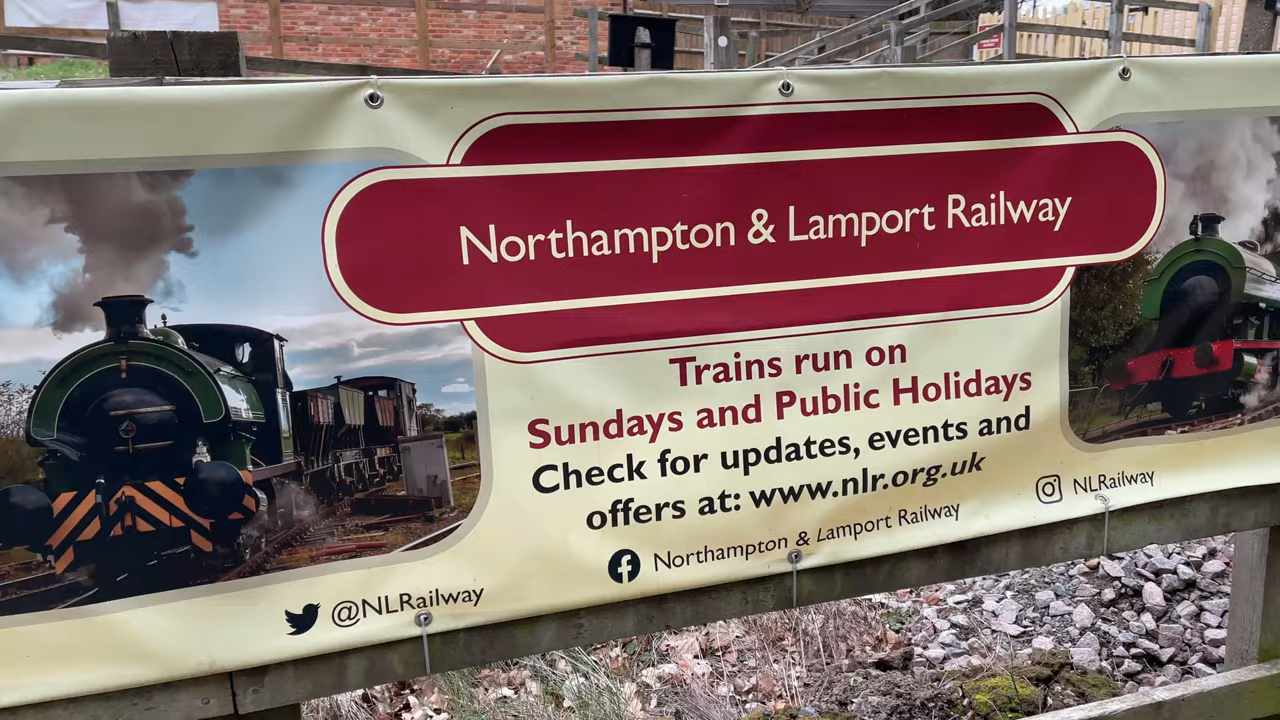 Northampton & Lamport Railway
Trains run on
Sundays and Public Holidays
Check for updates, events and
offers at: www.nlr.org.uk
Northampton & Lamport Railway
NLRailway
@NLRailway